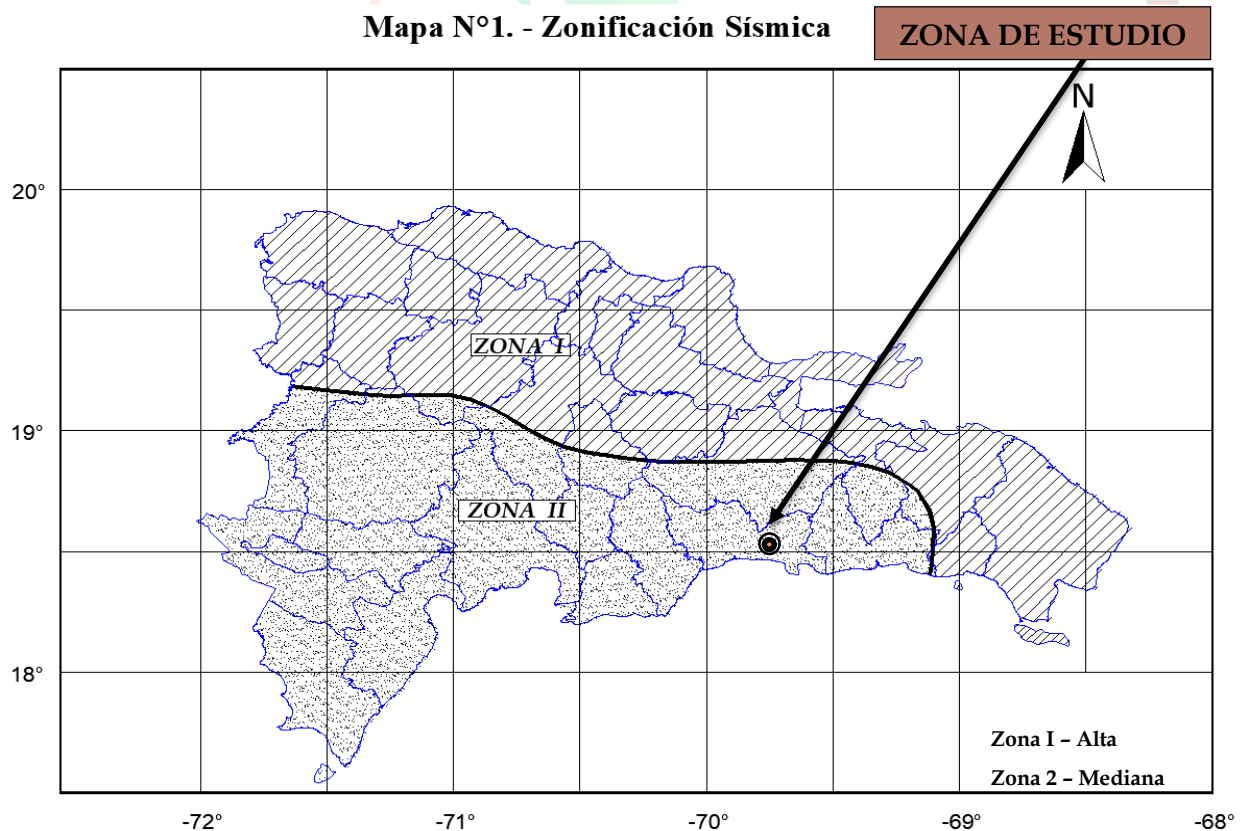 Mapa N°1. - Zonificación Sísmica
ZONA DE ESTUDIO
N
20°
ZONA I
19°
ZONA II
18°
Zona I – Alta
Zona 2 – Mediana
-72°
-71°
-70°
-69°
-68°